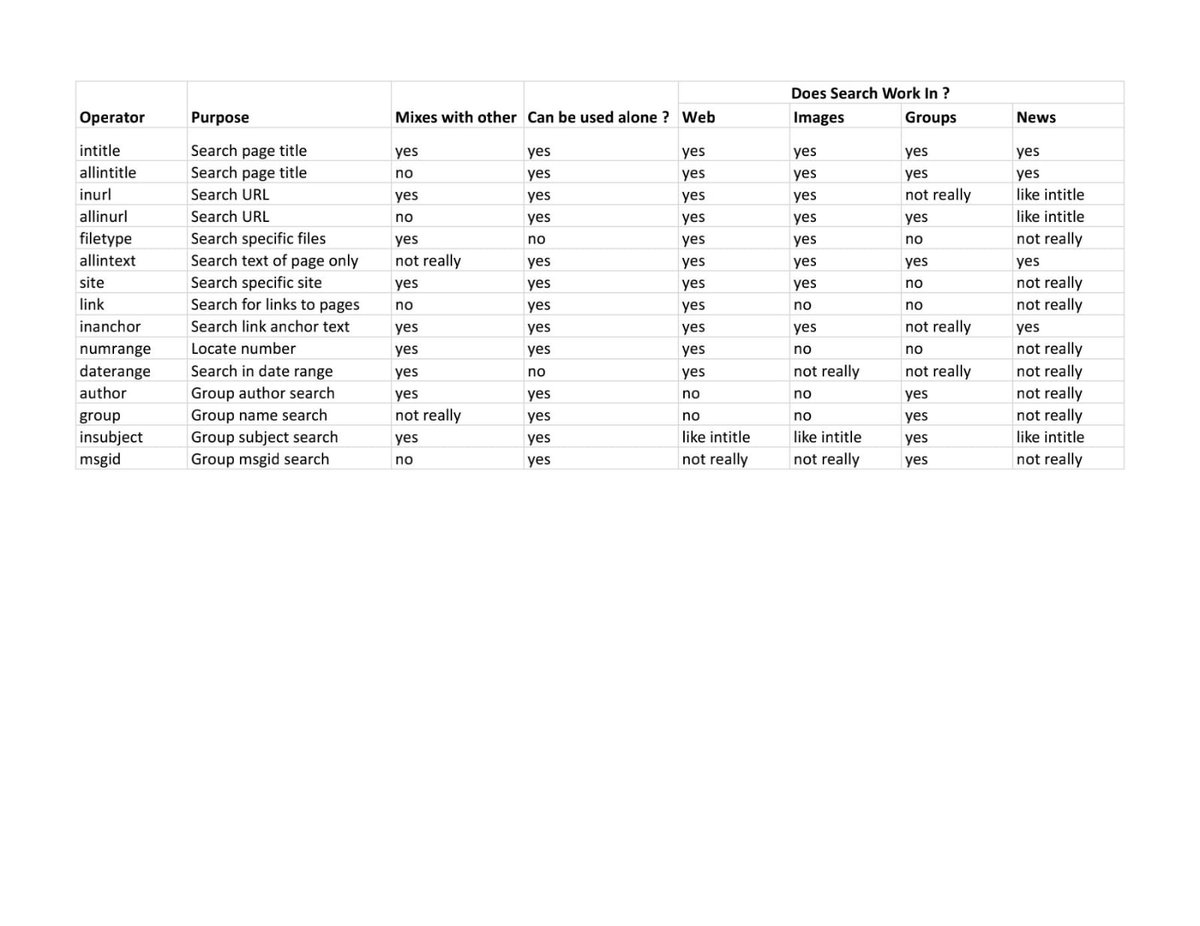 Does Search Work In ?
Operator Purpose Mixes with other Can be used alone ? Web Images Groups News
intitle Search page title yes yes yes yes yes yes
allintitle Search page title no yes yes yes yes yes
inurl Search URL yes yes yes yes not really like intitle
allinurl Search URL no yes yes yes yes like intitle
filetype Search specific files yes no yes yes no not really
allintext Search text of page only not really yes yes yes yes yes
site Search specific site yes yes yes yes no not really
link Search for links to pages no yes yes no no not really
inanchor Search link anchor text yes yes yes yes not really yes
numrange Locate number yes yes yes no no not really
daterange Search in date range yes no yes not really not really not really
author Group author search yes yes no no yes not really
group Group name search not really yes no no yes not really
insubject Group subject search yes yes like intitle like intitle yes like intitle
msgid Group msgid search no yes not really not really yes not really